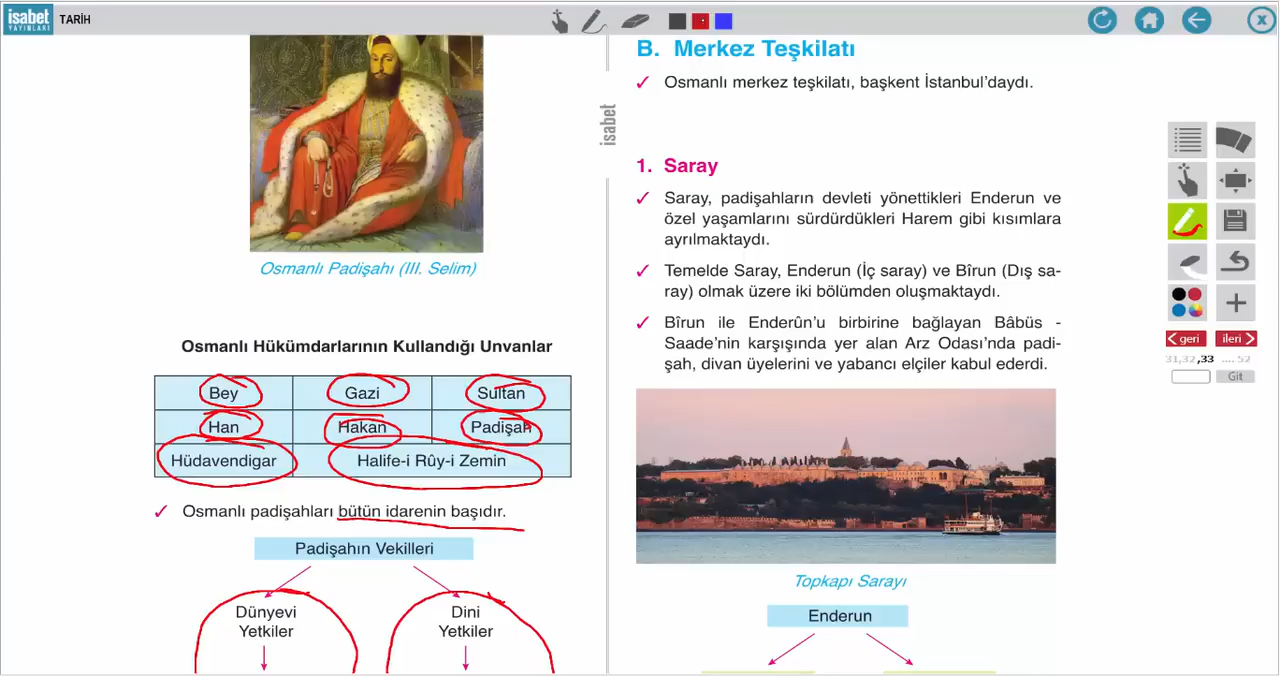 isabet
YAYINLARI
TARİH
Osmanlı Padişahı (III. Selim)
Osmanlı Hükümdarlarının Kullandığı Unvanlar
Bey Gazi Sultan
Han Hakan Padişah
Hüdavendigar Halife-i Rûy-i Zemin
✓ Osmanlı padişahları bütün idarenin başıdır.
Padişahın Vekilleri
Dünyevi
Yetkiler
Dini
Yetkiler
isabet
B. Merkez Teşkilatı
✓ Osmanlı merkez teşkilatı, başkent İstanbul’daydı.
1. Saray
✓ Saray, padişahların devleti yönettikleri Enderun ve
özel yaşamlarını sürdürdükleri Harem gibi kısımlara
ayrılmaktaydı.
✓ Temelde Saray, Enderun (İç saray) ve Bîrun (Dış sa-
ray) olmak üzere iki bölümden oluşmaktaydı.
✓ Bîrun ile Enderûn’u birbirine bağlayan Bâbüs -
Saade’nin karşışında yer alan Arz Odası’nda padi-
şah, divan üyelerini ve yabancı elçiler kabul ederdi.
Topkapı Sarayı
Enderun
geri ileri
31,32,33 .... 52
Git